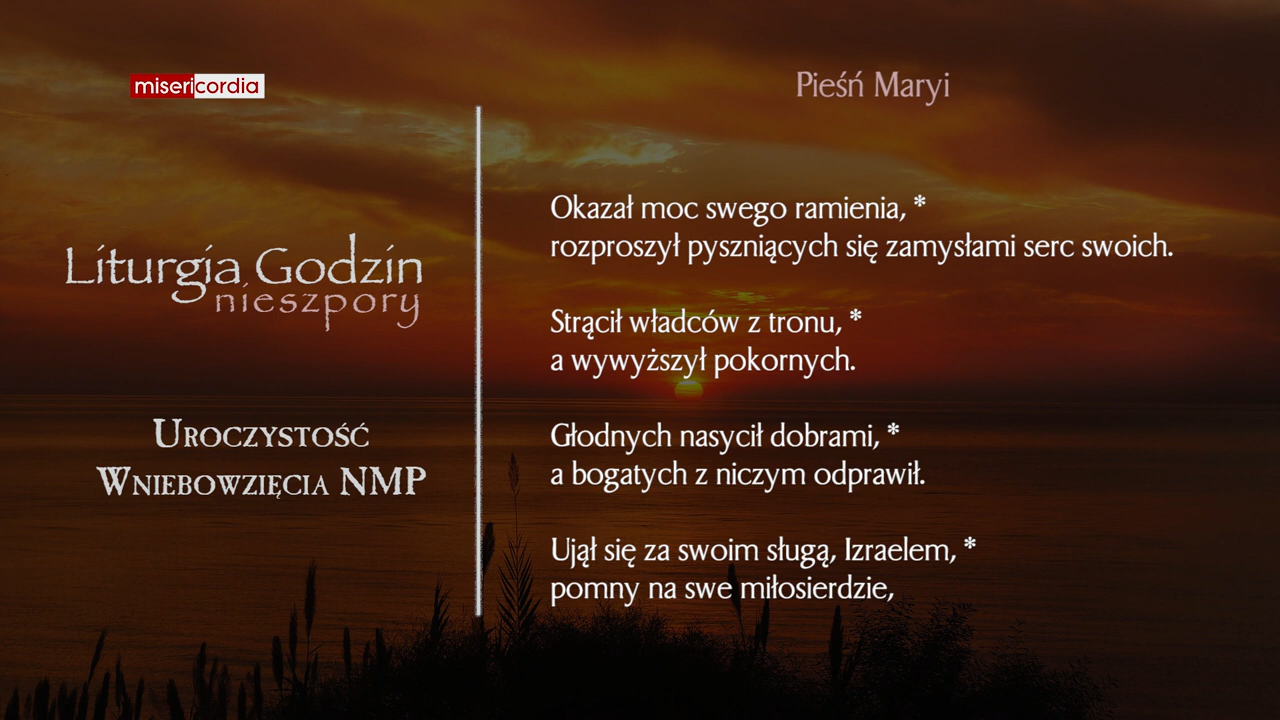 misericordia
Liturgia Godzin
nieszpory
Uroczystość
Wniebowzięcia NMP
Pieśń Maryi
Okazał moc swego ramienia, *
rozproszył pyszniących się zamysłami serc swoich.
Strącił władców z tronu, *
a wywyższył pokornych.
Głodnych nasycił dobrami, *
a bogatych z niczym odprawił.
Ujął się za swoim sługą, Izraelem, *
pomny na swe miłosierdzie,